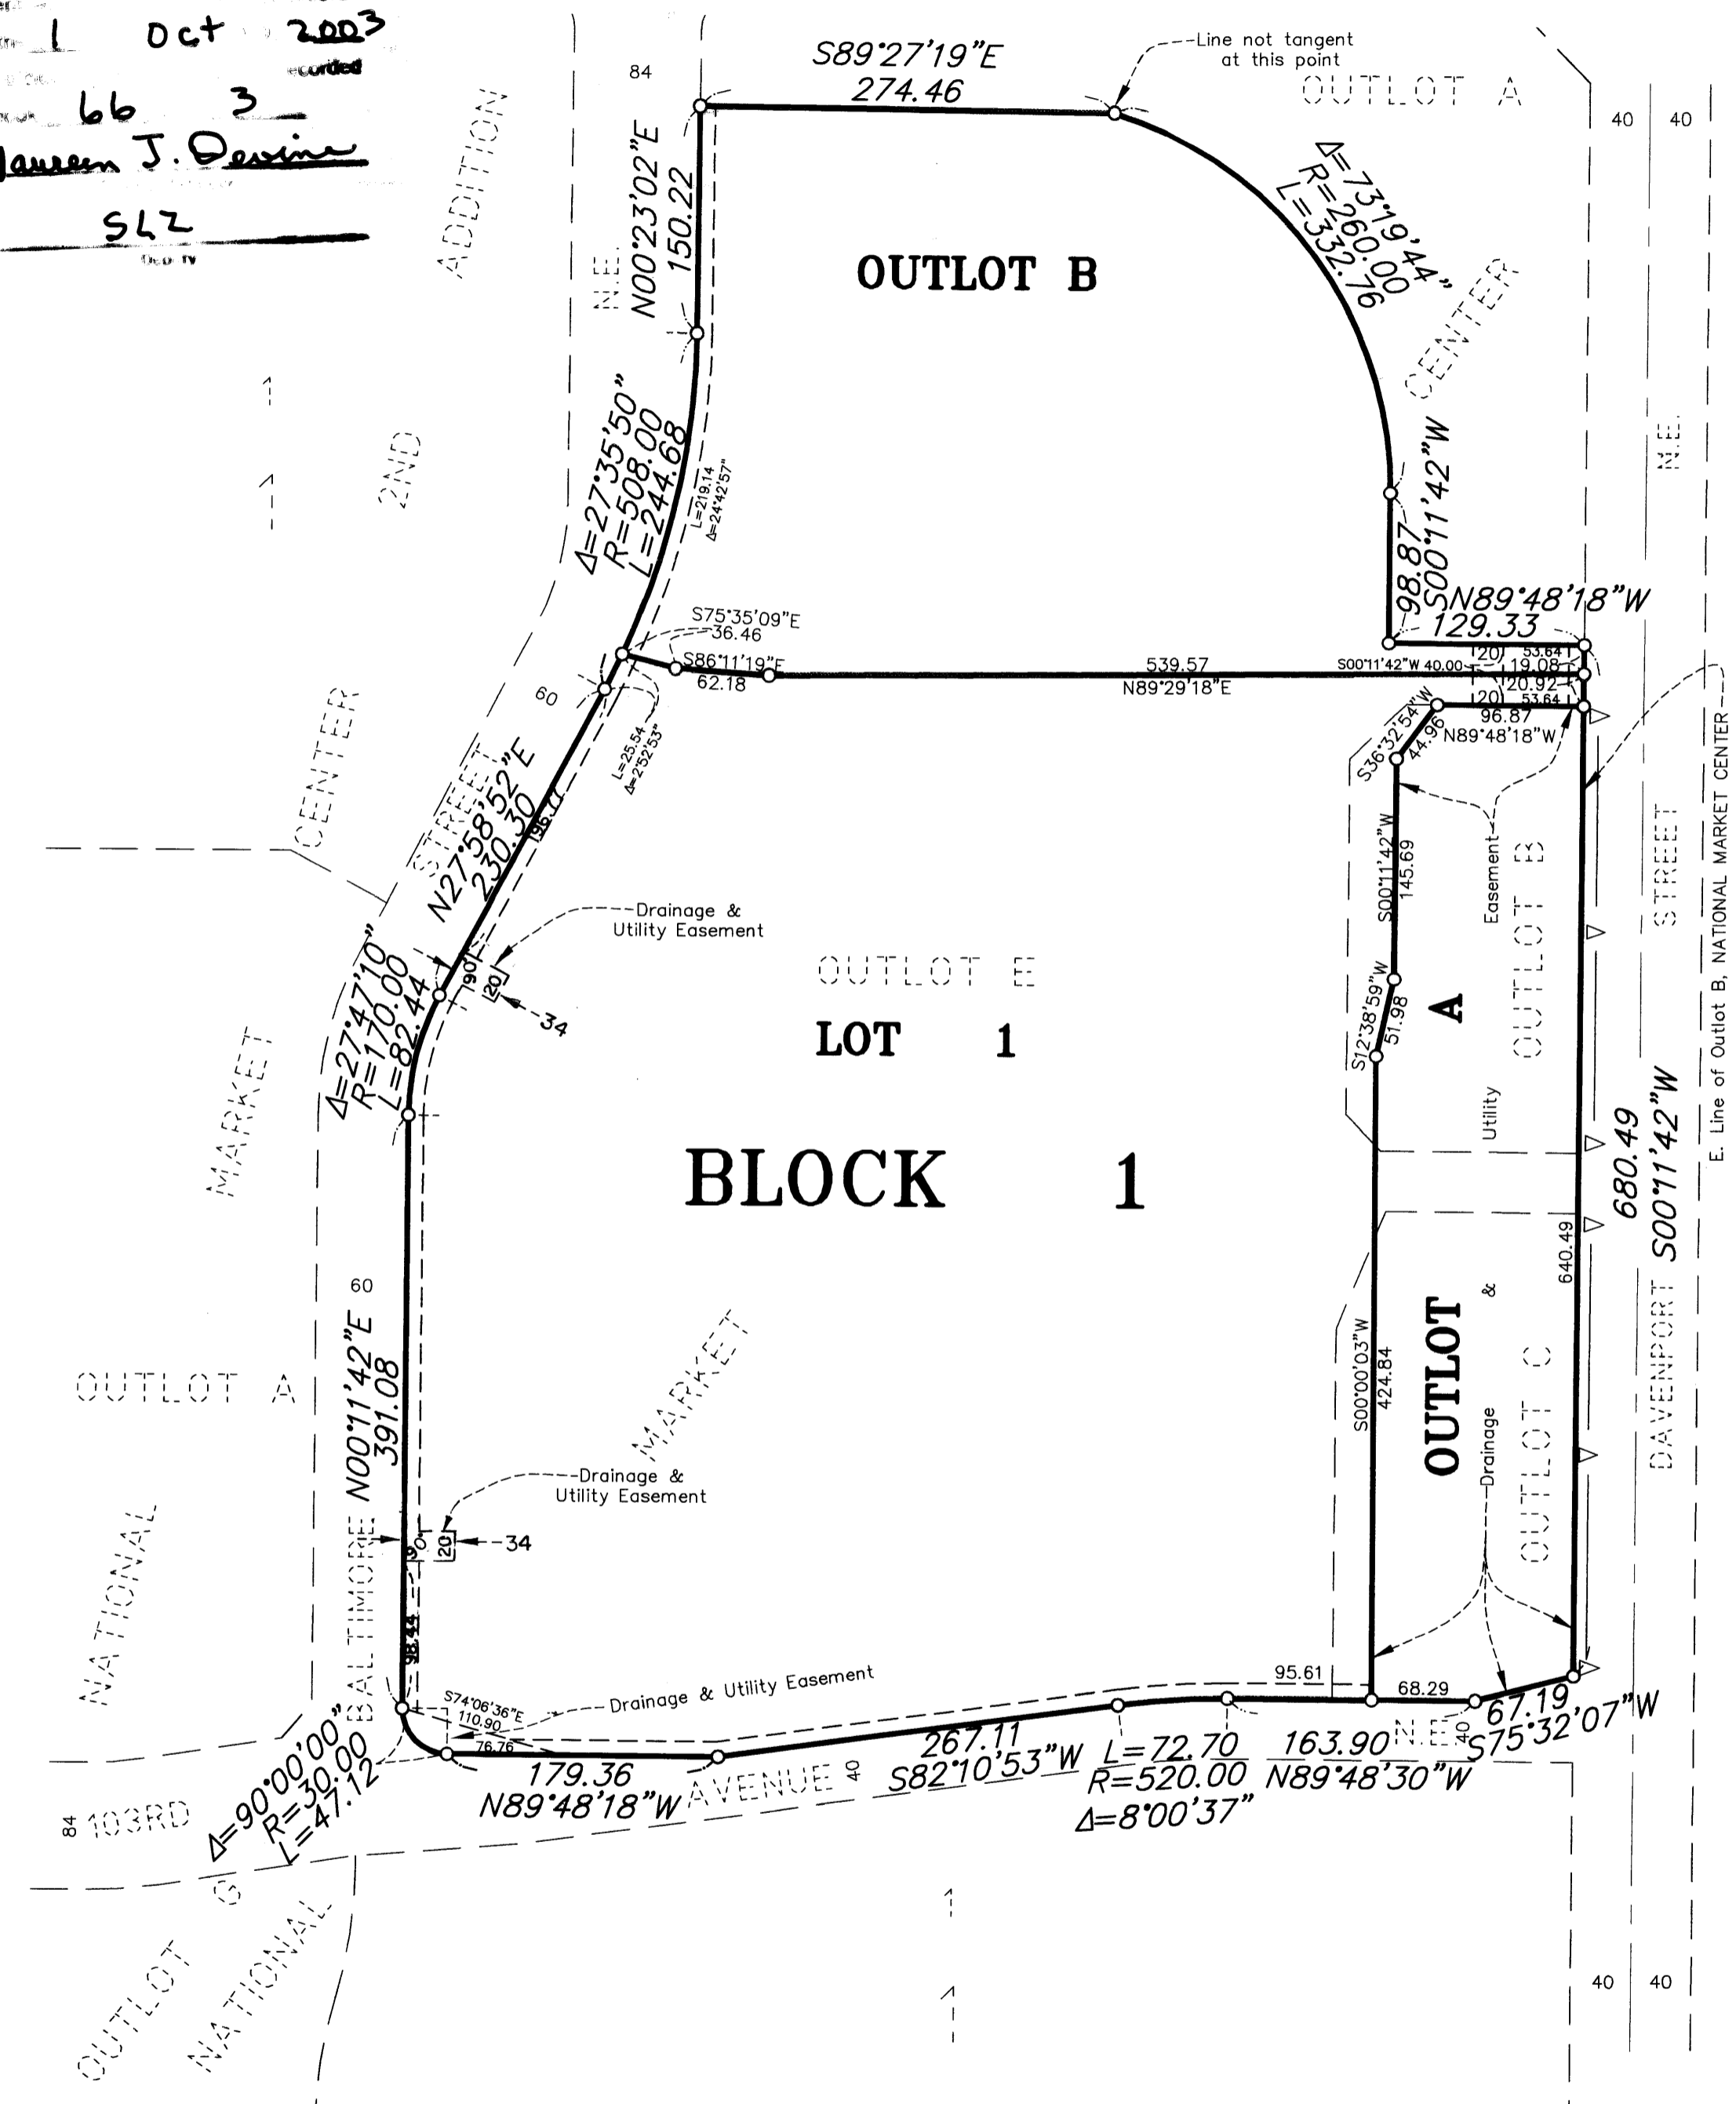 1 Oct 2003
ecorded
66 3
Maureen J. Devine
SLZ
84
S89°27'19"E
274.46
Line not tangent
at this point
OUTLOT A
40 40
ADDITION
N.E.
N00°23'02"E
150.22
OUTLOT B
Δ=73°19'44"
R=260.00
L=332.76
CENTER
N.E.
1
1
2ND
Δ=27°35'50"
R=508.00
L=244.68
L=219.14
Δ=24°42'57"
98.87
S00°11'42"W
N89°48'18"W
129.33
S75°35'09"E
36.46
S86°11'19"E
62.18
539.57
N89°29'18"E
S00°11'42"W 40.00
20
53.64
19.08
20.92
20
53.64
96.87
N89°48'18"W
S36°32'54"W
44.96
60
L=25.54
Δ=2°52'53"
CENTER
STREET
N27°58'52"E
230.30
196.77
S00°11'42"W
145.69
Easement
OUTLOT B
STREET
E. Line of Outlot B, NATIONAL MARKET CENTER
Drainage &
Utility Easement
90
20
34
OUTLOT E
LOT 1
BLOCK 1
S12°38'59"W
51.98
A
Utility
Δ=27°47'10"
R=170.00
L=82.44
MARKET
680.49
S00°11'42"W
640.49
60
N00°11'42"E
391.08
MARKET
S00°00'03"W
424.84
OUTLOT
&
Drainage
OUTLOT C
DAVENPORT
OUTLOT A
Drainage &
Utility Easement
90
20
34
NATIONAL
BALTIMORE
98.44
S74°06'36"E
110.90
76.76
Drainage & Utility Easement
95.61
68.29
67.19
S75°32'07"W
N.E.
40
Δ=90°00'00"
R=30.00
L=47.12
179.36
N89°48'18"W
AVENUE
40
267.11
S82°10'53"W
L=72.70
R=520.00
Δ=8°00'37"
163.90
N89°48'30"W
84
103RD
OUTLOT G
NATIONAL
1
1
40 40